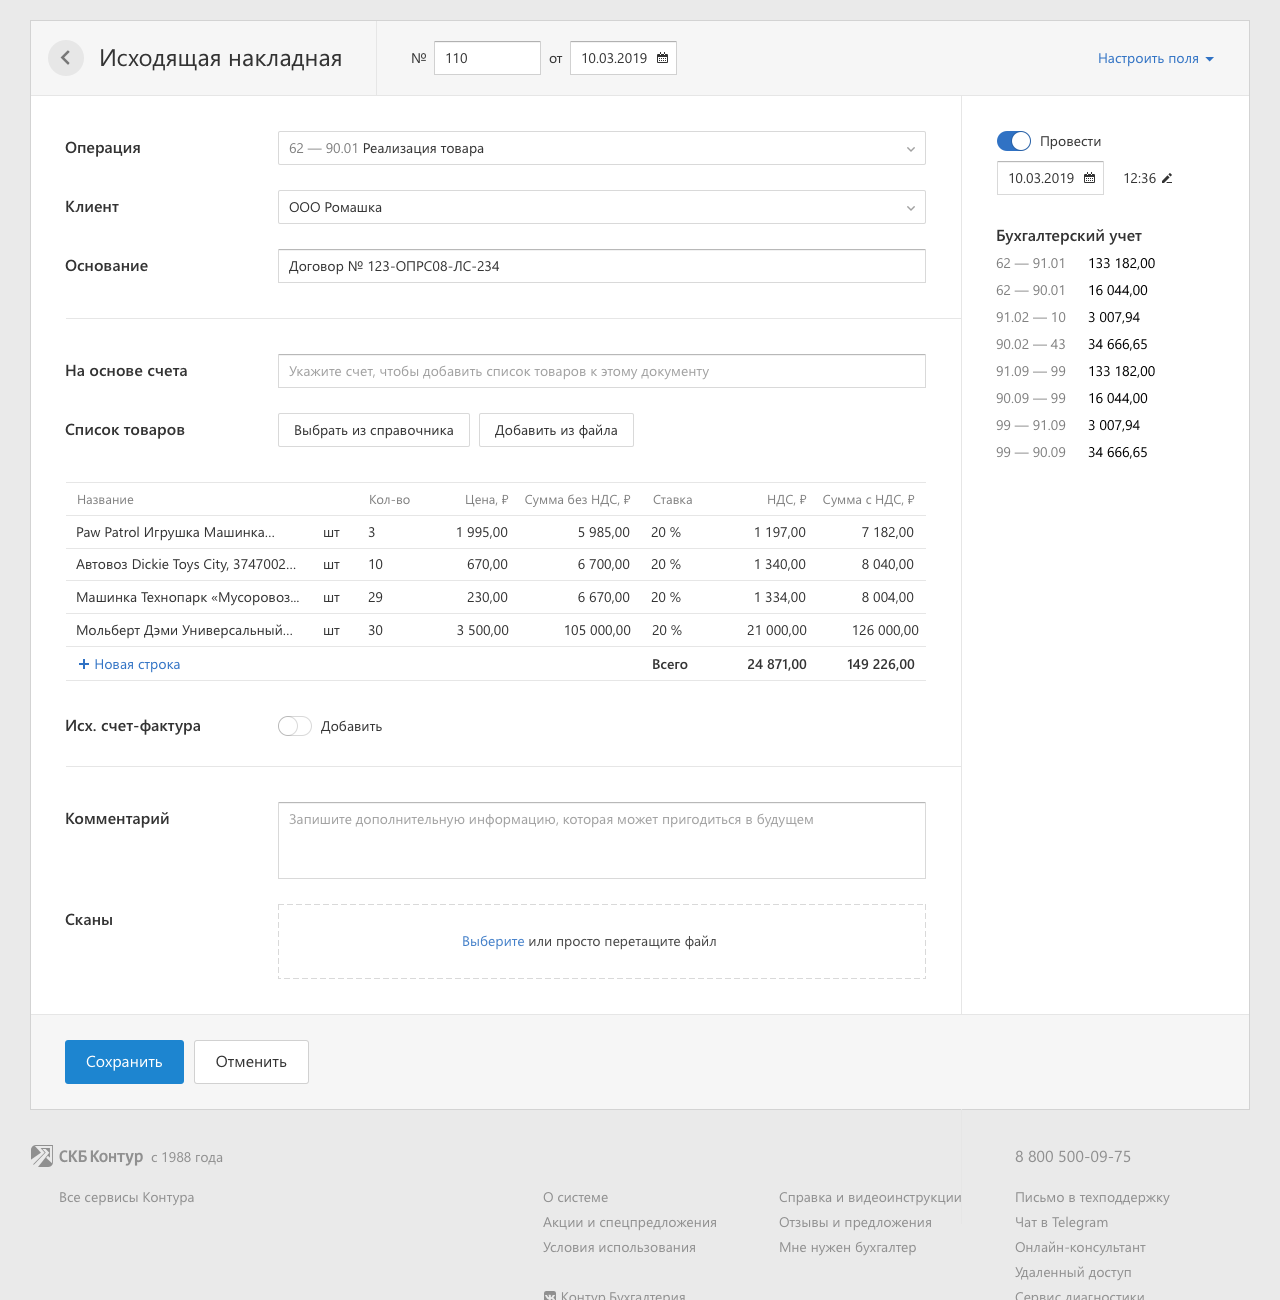 Исходящая накладная № 110 от 10.03.2019 Настроить поля
Операция 62 — 90.01 Реализация товара
Провести
Клиент ООО Ромашка
10.03.2019 12:36
Основание Договор № 123-ОПРС08-ЛС-234
Бухгалтерский учет
62 — 91.01 133 182,00
62 — 90.01 16 044,00
91.02 — 10 3 007,94
90.02 — 43 34 666,65
91.09 — 99 133 182,00
90.09 — 99 16 044,00
99 — 91.09 3 007,94
99 — 90.09 34 666,65
На основе счета Укажите счет, чтобы добавить список товаров к этому документу
Список товаров Выбрать из справочника Добавить из файла
Название Кол-во Цена, ₽ Сумма без НДС, ₽ Ставка НДС, ₽ Сумма с НДС, ₽
Paw Patrol Игрушка Машинка... шт 3 1 995,00 5 985,00 20 % 1 197,00 7 182,00
Автовоз Dickie Toys City, 3747002... шт 10 670,00 6 700,00 20 % 1 340,00 8 040,00
Машинка Технопарк «Мусоровоз... шт 29 230,00 6 670,00 20 % 1 334,00 8 004,00
Мольберт Дэми Универсальный... шт 30 3 500,00 105 000,00 20 % 21 000,00 126 000,00
+ Новая строка Всего 24 871,00 149 226,00
Исх. счет-фактура Добавить
Комментарий Запишите дополнительную информацию, которая может пригодиться в будущем
Сканы
Выберите или просто перетащите файл
Сохранить Отменить
СКБ Контур с 1988 года 8 800 500-09-75
Все сервисы Контура О системе Справка и видеоинструкции Письмо в техподдержку
Акции и спецпредложения Отзывы и предложения Чат в Telegram
Условия использования Мне нужен бухгалтер Онлайн-консультант
Удаленный доступ
Контур.Бухгалтерия Сервис диагностики